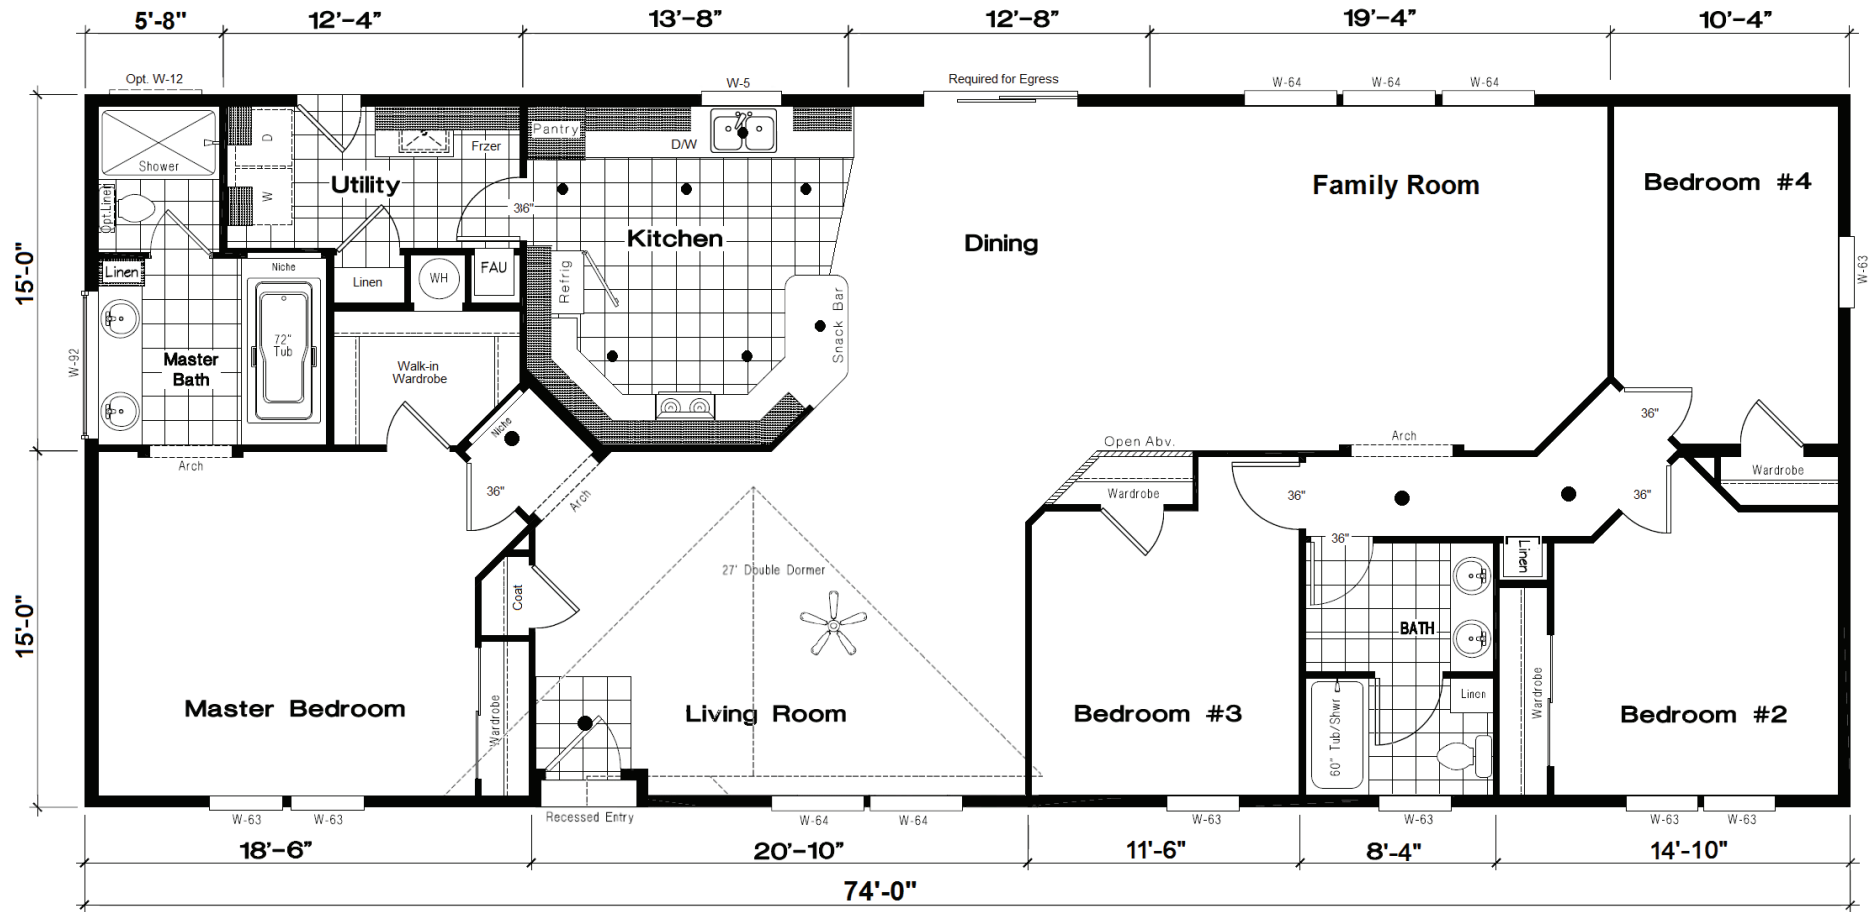 5'-8" 12'-4" 13'-8" 12'-8" 19'-4" 10'-4"
Opt. W-12
W-5
Required for Egress
W-64 W-64 W-64
Shower
D
W
Frzer
Utility
Opt.Linen
36"
Pantry
D/W
Kitchen
Dining
Family Room
Bedroom #4
W-63
15'-0"
Linen
Niche
Linen
WH
FAU
Refrig
Snack Bar
72"
Tub
W-92
Master
Bath
Walk-in
Wardrobe
Niche
Arch
36"
Arch
Open Abv.
Wardrobe
Arch
36"
36"
36"
36"
Wardrobe
Linen
15'-0"
Coat
27' Double Dormer
BATH
Master Bedroom
Wardrobe
Living Room
Bedroom #3
60" Tub/Shwr
Linen
Wardrobe
Bedroom #2
W-63 W-63
Recessed Entry
W-64 W-64
W-63
W-63
W-63 W-63
18'-6" 20'-10" 11'-6" 8'-4" 14'-10"
74'-0"